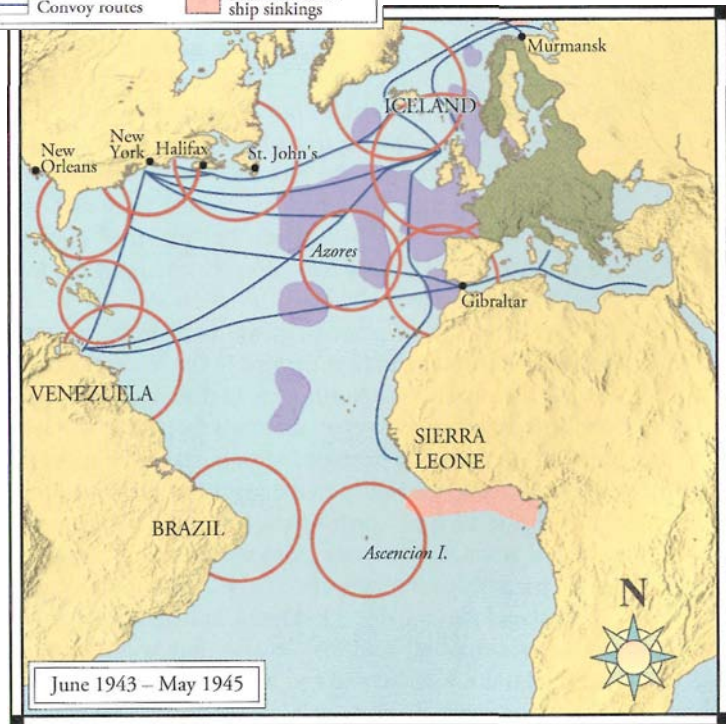 Convoy routes
ship sinkings
Murmansk
ICELAND
New
Orleans
New
York
Halifax
St. John's
Azores
Gibraltar
VENEZUELA
SIERRA
LEONE
BRAZIL
Ascencion I.
N
June 1943 – May 1945